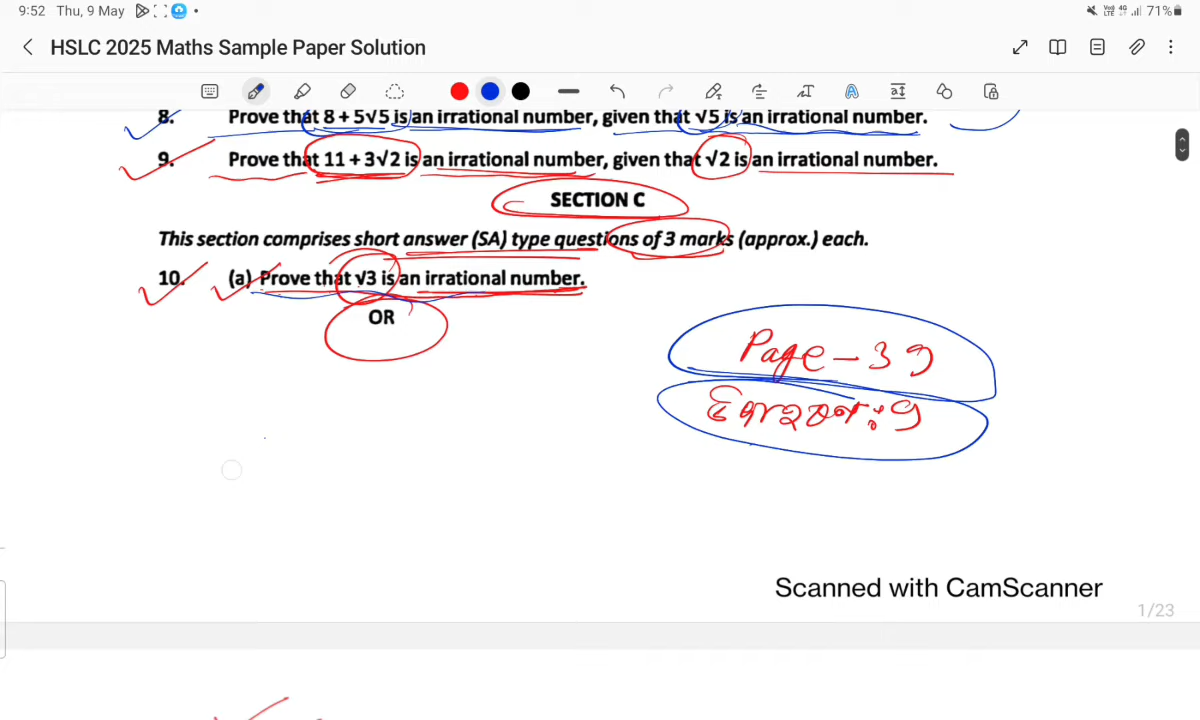 9:52 Thu, 9 May 71%
HSLC 2025 Maths Sample Paper Solution
8. Prove that 8 + 5√5 is an irrational number, given that √5 is an irrational number.
9. Prove that 11 + 3√2 is an irrational number, given that √2 is an irrational number.
SECTION C
This section comprises short answer (SA) type questions of 3 marks (approx.) each.
10. (a) Prove that √3 is an irrational number.
OR
Page - 39
Scanned with CamScanner
1/23